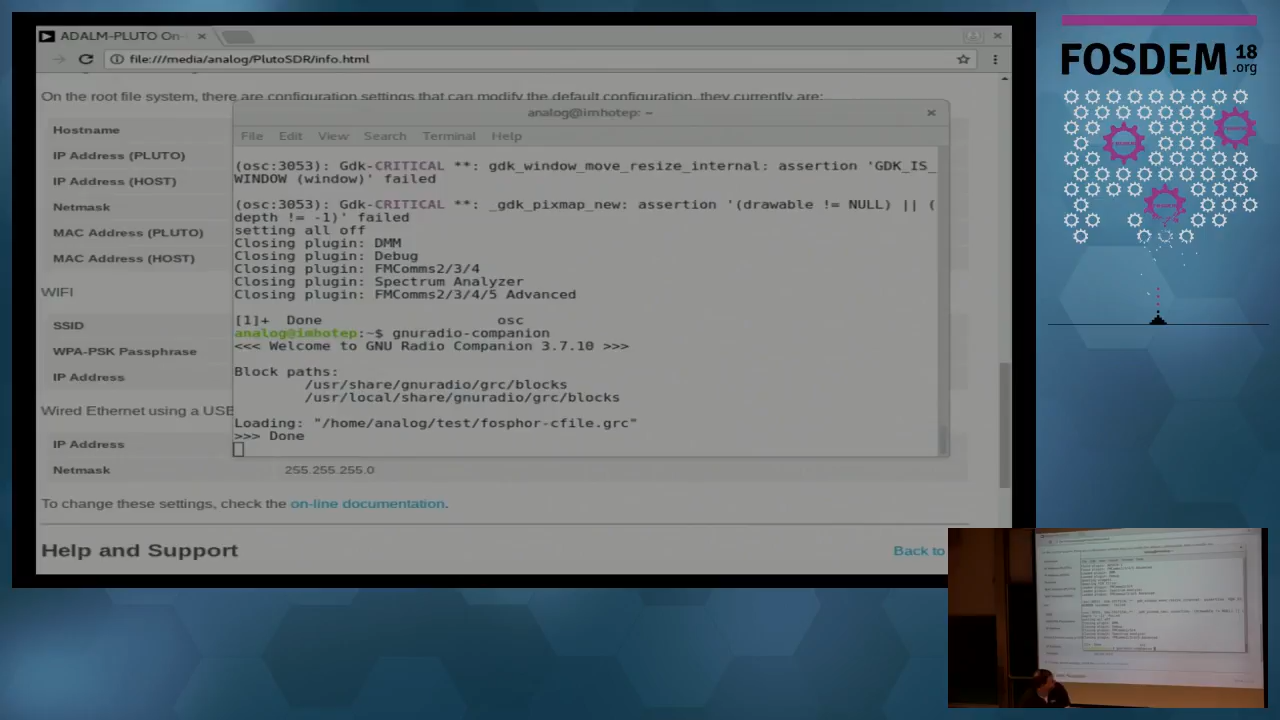 ADALM-PLUTO On-
file:///media/analog/PlutoSDR/info.html
On the root file system, there are configuration settings that can modify the default configuration, they currently are:
Hostname
IP Address (PLUTO)
IP Address (HOST)
Netmask
MAC Address (PLUTO)
MAC Address (HOST)
WIFI
SSID
WPA-PSK Passphrase
IP Address
Wired Ethernet using a USB
IP Address
Netmask
255.255.255.0
To change these settings, check the on-line documentation.
Help and Support
Back to
analog@imhotep: ~
File Edit View Search Terminal Help
(osc:3053): Gdk-CRITICAL **: gdk_window_move_resize_internal: assertion 'GDK_IS_
WINDOW (window)' failed
(osc:3053): Gdk-CRITICAL **: _gdk_pixmap_new: assertion '(drawable != NULL) || (
depth != -1)' failed
setting all off
Closing plugin: DMM
Closing plugin: Debug
Closing plugin: FMComms2/3/4
Closing plugin: Spectrum Analyzer
Closing plugin: FMComms2/3/4/5 Advanced
[1]+ Done osc
analog@imhotep:~$ gnuradio-companion
<<< Welcome to GNU Radio Companion 3.7.10 >>>
Block paths:
/usr/share/gnuradio/grc/blocks
/usr/local/share/gnuradio/grc/blocks
Loading: "/home/analog/test/fosphor-cfile.grc"
>>> Done
FOSDEM 18
.org